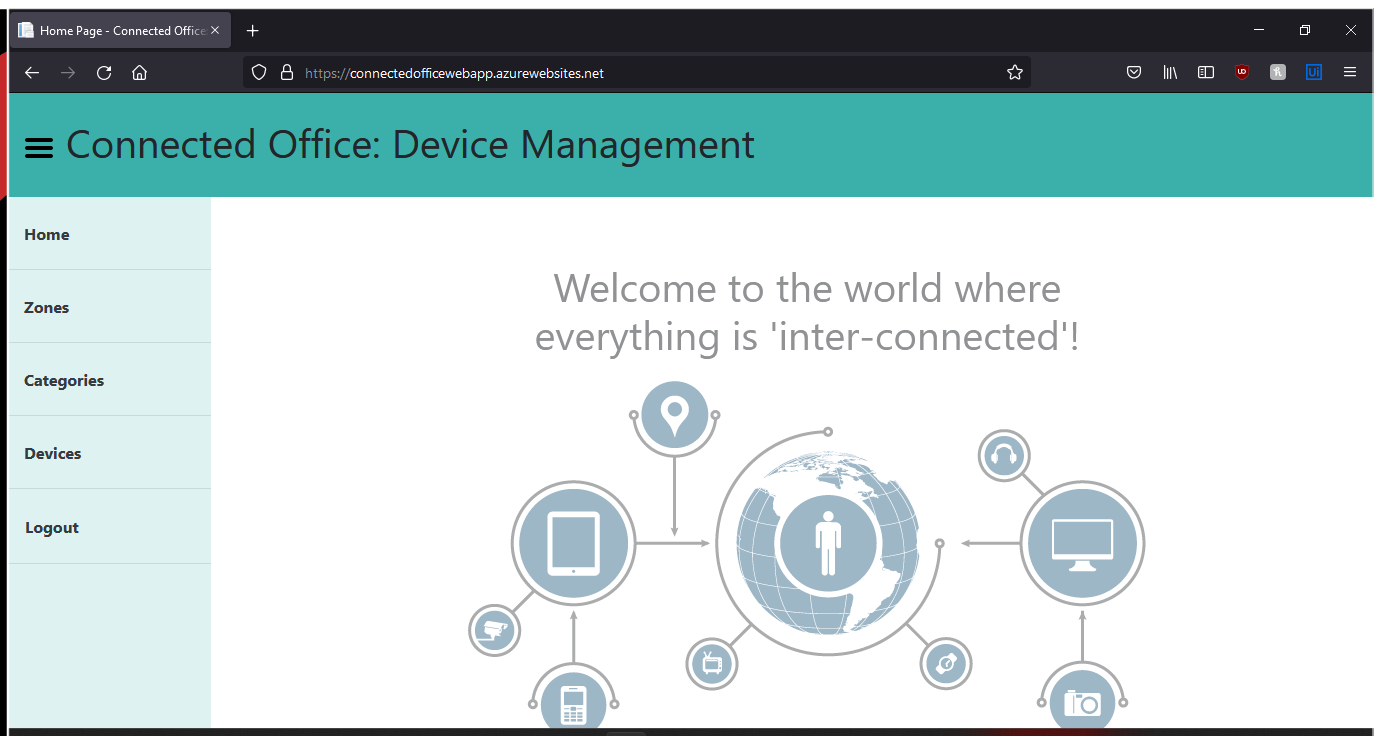 Home Page - Connected Office
https://connectedofficewebapp.azurewebsites.net
Connected Office: Device Management
Home
Zones
Categories
Devices
Logout
Welcome to the world where
everything is 'inter-connected'!